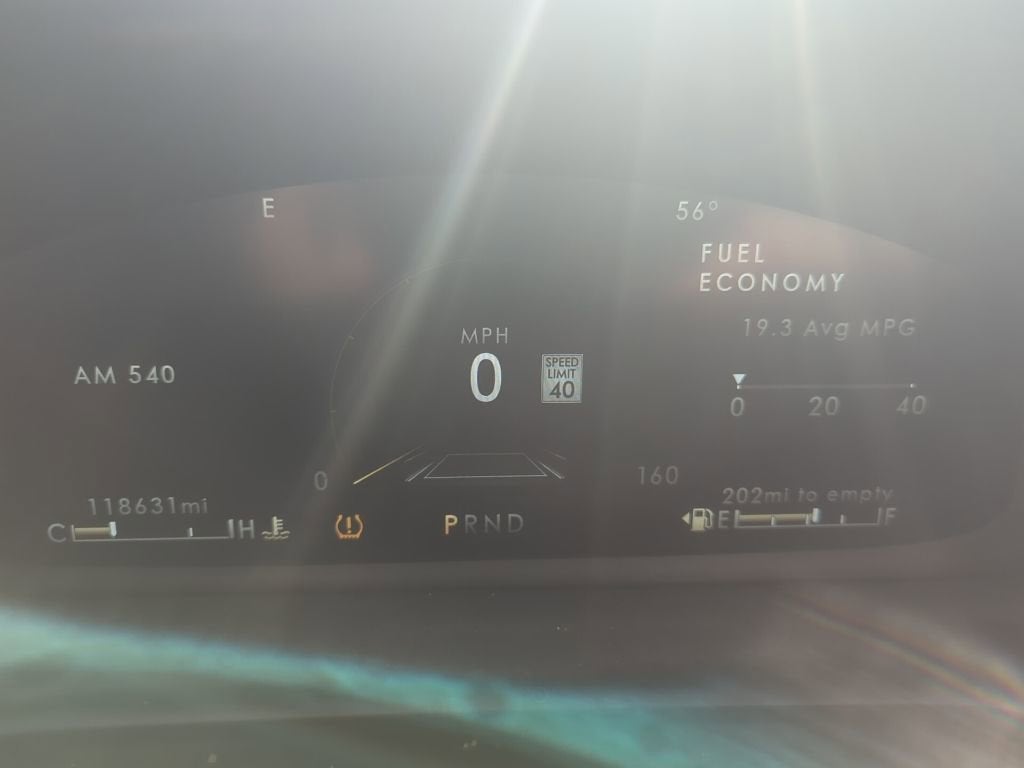 E
56°
FUEL
ECONOMY
19.3 Avg MPG
MPH
0
SPEED
LIMIT
40
AM 540
0 20 40
0
160
118631mi
202mi to empty
C H
PRND
E F